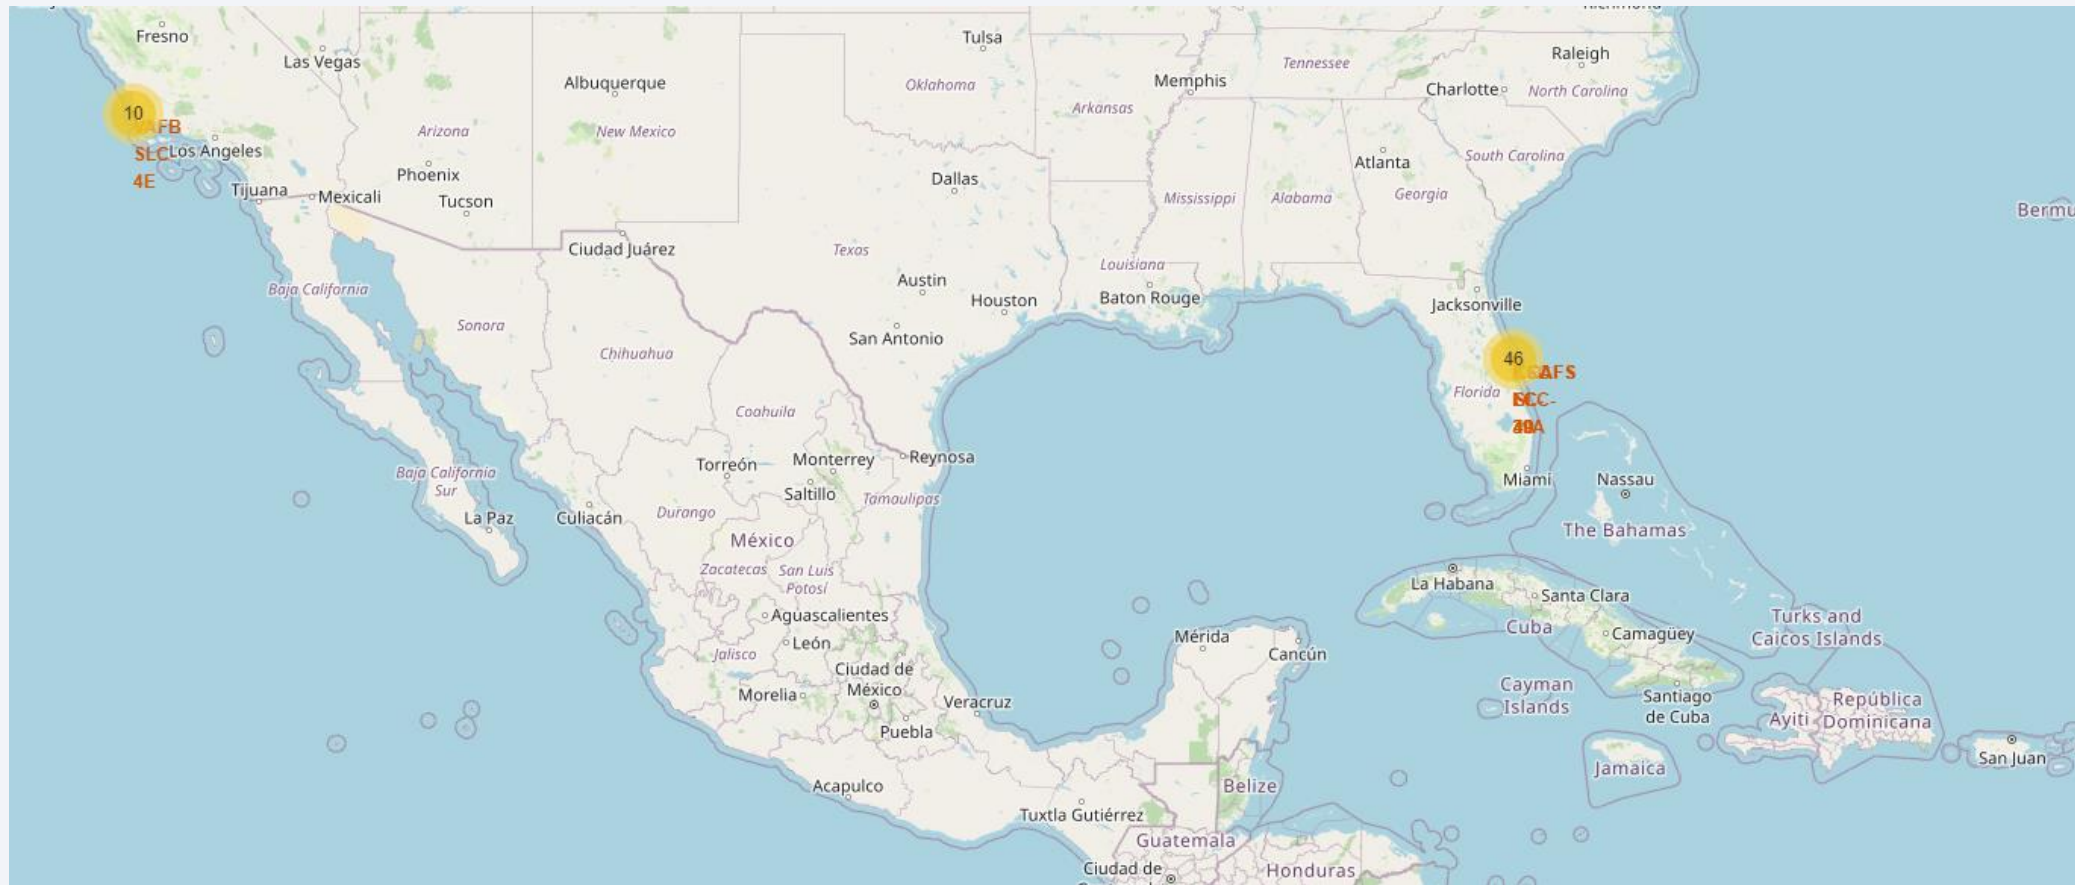 Fresno
Las Vegas
Albuquerque
Tulsa
Oklahoma
Memphis
Tennessee
Raleigh
Charlotte
North Carolina
10
Arizona
New Mexico
Arkansas
SLC
Los Angeles
4E
Phoenix
Tijuana
Mexicali
Tucson
Dallas
Mississippi
Alabama
Atlanta
Georgia
South Carolina
Ciudad Juárez
Texas
Louisiana
Baja California
Austin
Houston
Baton Rouge
Jacksonville
Sonora
Chihuahua
San Antonio
46
Florida
Coahuila
Torreón
Monterrey
Reynosa
Saltillo
Tamaulipas
Miami
Nassau
Baja California
Sur
La Paz
Culiacán
Durango
México
The Bahamas
Zacatecas
San Luis
Potosí
La Habana
Santa Clara
Aguascalientes
León
Mérida
Cuba
Camagüey
Turks and
Caicos Islands
Jalisco
Ciudad de
México
Cancún
Morelia
Veracruz
Puebla
Cayman
Islands
Santiago
de Cuba
Ayiti
República
Dominicana
San Juan
Acapulco
Belize
Jamaica
Tuxtla Gutiérrez
Guatemala
Ciudad de
Honduras